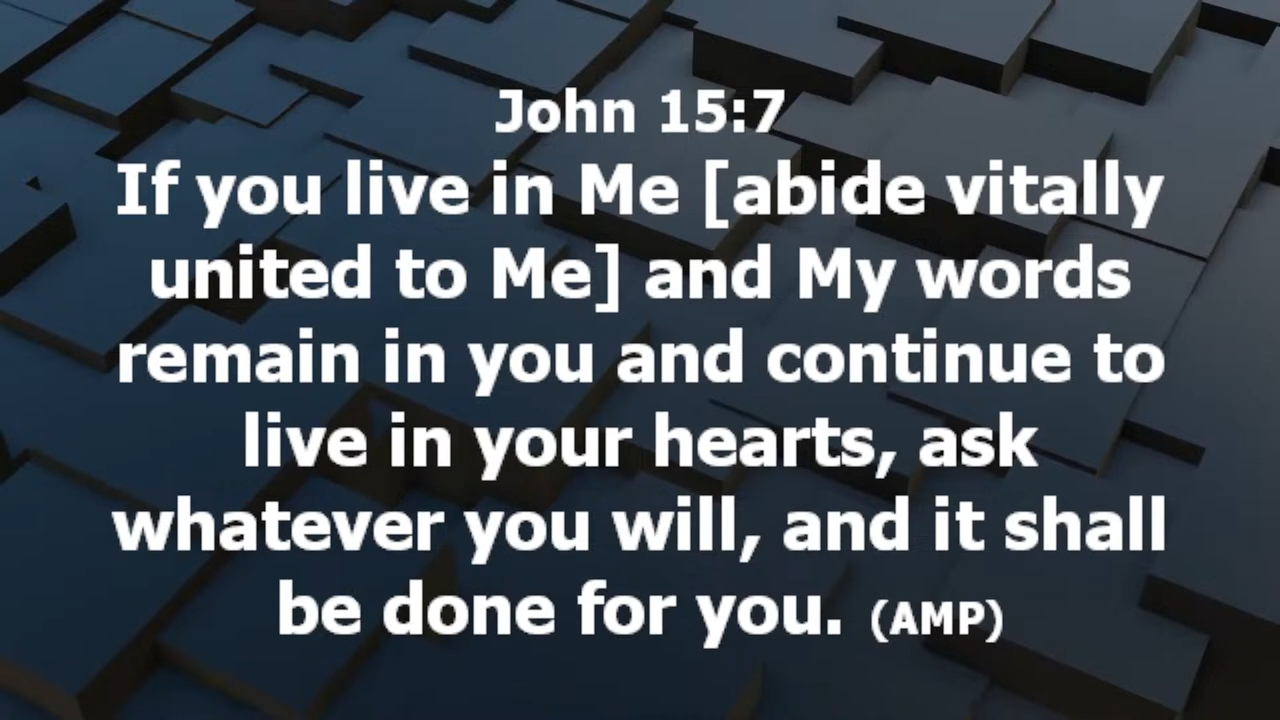 John 15:7
If you live in Me [abide vitally
united to Me] and My words
remain in you and continue to
live in your hearts, ask
whatever you will, and it shall
be done for you. (AMP)